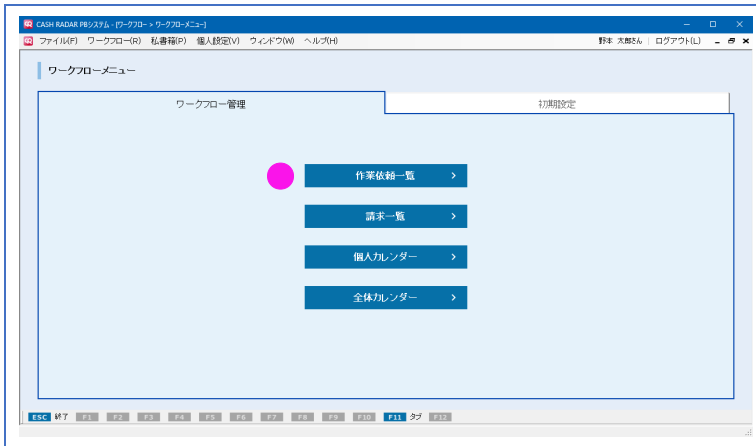 CASH RADAR PBシステム - [ワークフロー > ワークフローメニュー]
ファイル(F) ワークフロー(R) 私書箱(P) 個人設定(V) ウィンドウ(W) ヘルプ(H) 野本 太郎さん ログアウト(L)
ワークフローメニュー
ワークフロー管理 初期設定
作業依頼一覧
請求一覧
個人カレンダー
全体カレンダー
ESC 終了 F1 F2 F3 F4 F5 F6 F7 F8 F9 F10 F11 タブ F12